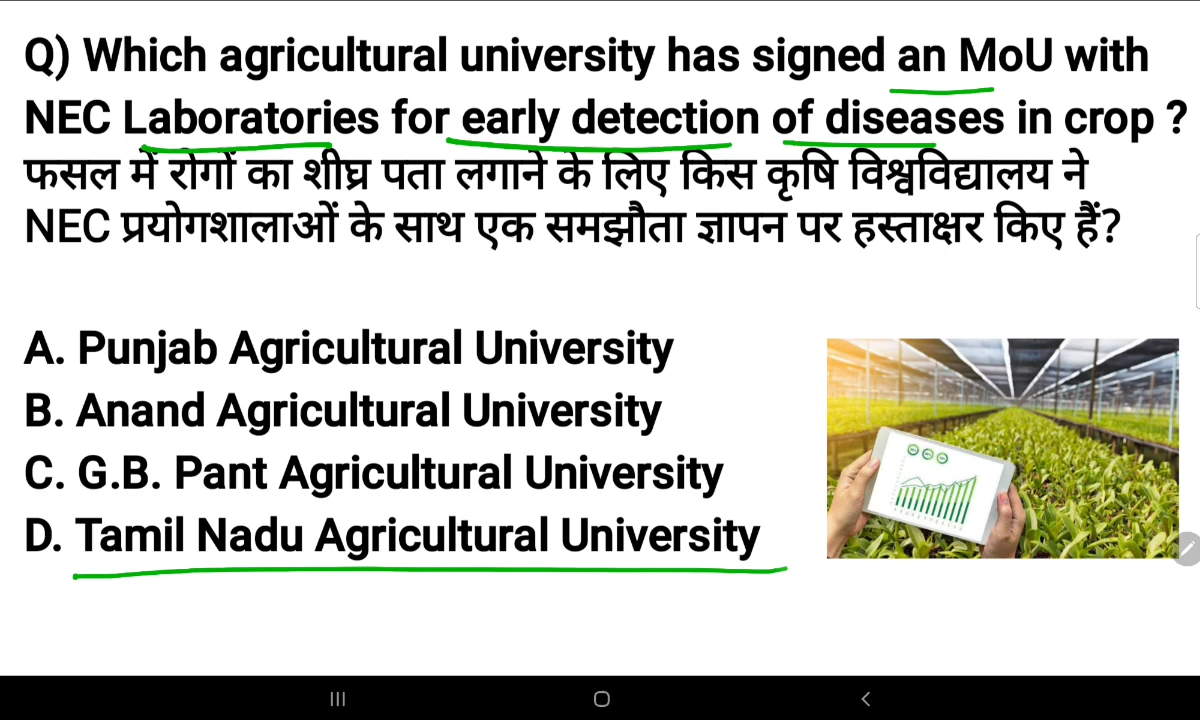 Q) Which agricultural university has signed an MoU with
NEC Laboratories for early detection of diseases in crop ?
फसल में रोगों का शीघ्र पता लगाने के लिए किस कृषि विश्वविद्यालय ने
NEC प्रयोगशालाओं के साथ एक समझौता ज्ञापन पर हस्ताक्षर किए हैं?
A. Punjab Agricultural University
B. Anand Agricultural University
C. G.B. Pant Agricultural University
D. Tamil Nadu Agricultural University